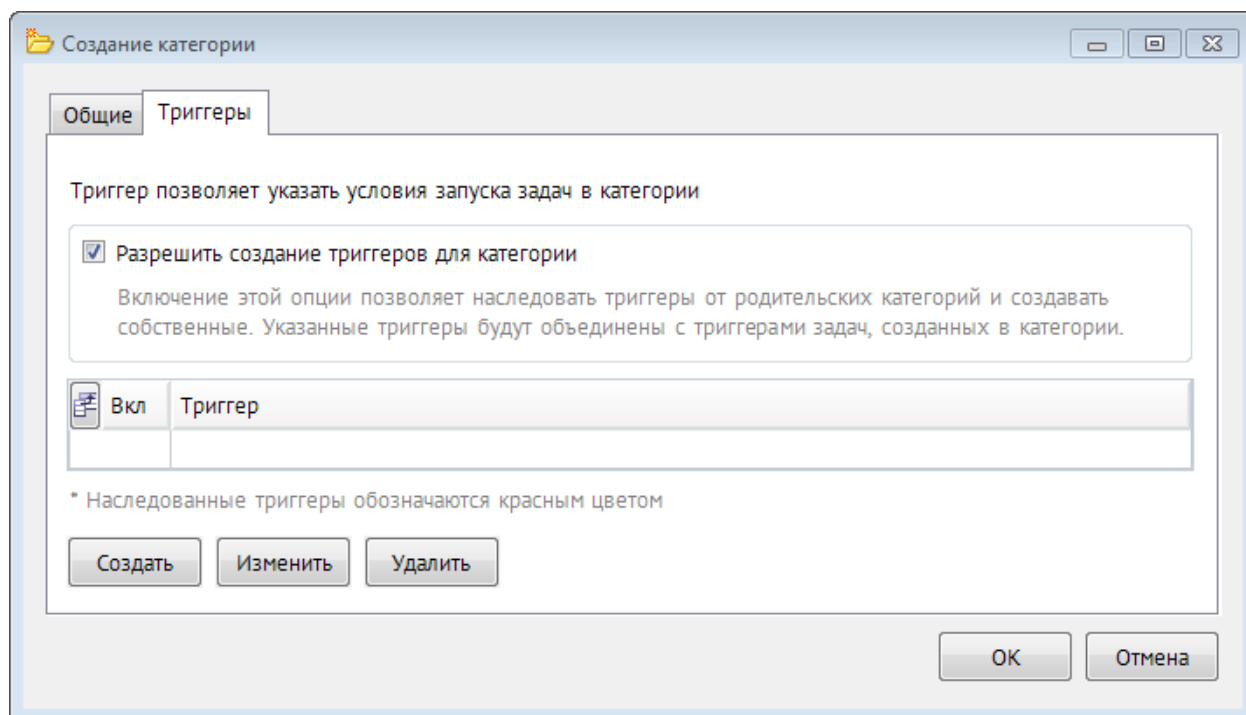 Создание категории
Общие
Триггеры
Триггер позволяет указать условия запуска задач в категории
Разрешить создание триггеров для категории
Включение этой опции позволяет наследовать триггеры от родительских категорий и создавать
собственные. Указанные триггеры будут объединены с триггерами задач, созданных в категории.
Вкл Триггер
* Наследованные триггеры обозначаются красным цветом
Создать Изменить Удалить
ОК Отмена